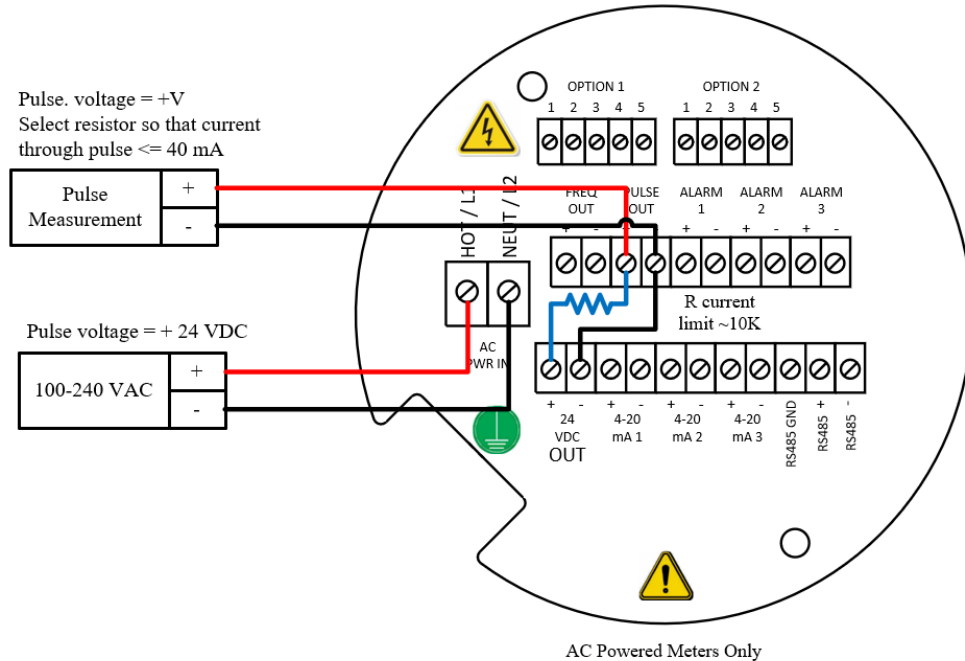 Pulse. voltage = +V
Select resistor so that current
through pulse <= 40 mA
Pulse
Measurement
+
-
Pulse voltage = + 24 VDC
100-240 VAC
+
-
OPTION 1
1 2 3 4 5
OPTION 2
1 2 3 4 5
HOT / L1
NEUT / L2
AC
PWR IN
FREQ
OUT
PULSE
OUT
ALARM
1
ALARM
2
ALARM
3
+ - + - + - + -
R current
limit ~10K
+ - + - + - + -
24
VDC
OUT
4-20
mA 1
4-20
mA 2
4-20
mA 3
RS485 GND
RS485 +
RS485 -
AC Powered Meters Only